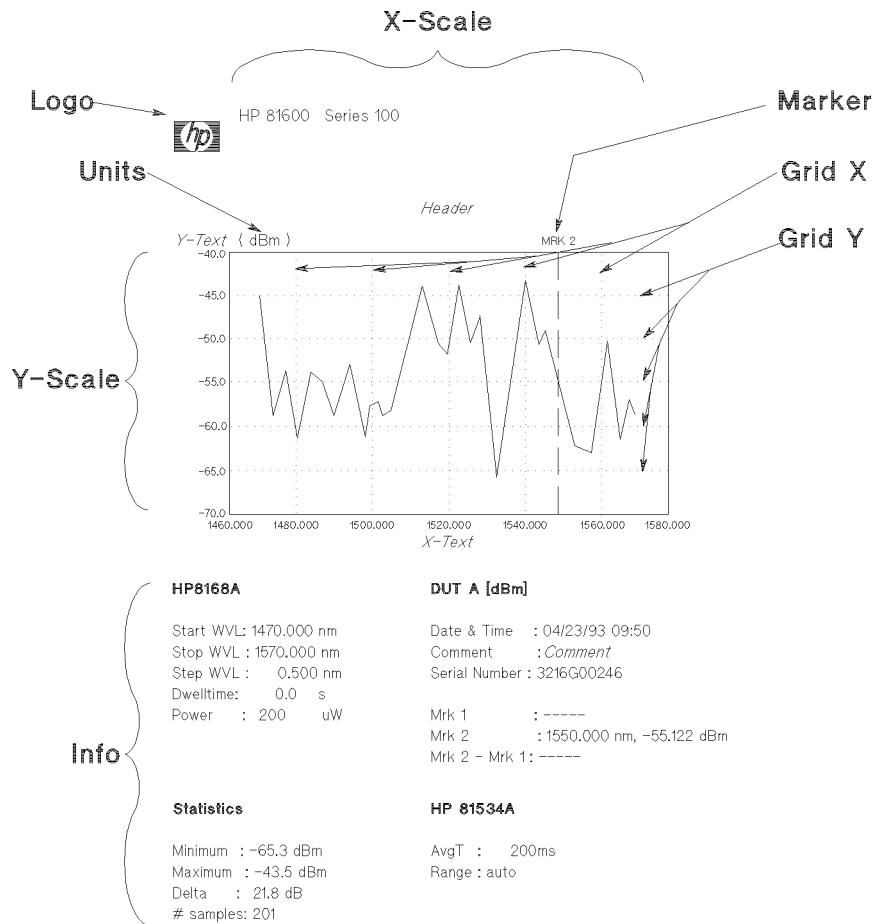 X-Scale
Logo
hp
HP 81600 Series 100
Marker
Units
Grid X
Header
Y-Text ( dBm )
MRK 2
Grid Y
-40.0
-45.0
-50.0
Y-Scale
-55.0
-60.0
-65.0
-70.0
1460.000 1480.000 1500.000 1520.000 1540.000 1560.000 1580.000
X-Text
HP8168A
Start WVL: 1470.000 nm
Stop WVL : 1570.000 nm
Step WVL : 0.500 nm
Dwelltime: 0.0 s
Power : 200 uW
DUT A [dBm]
Date & Time : 04/23/93 09:50
Comment : Comment
Serial Number : 3216G00246
Mrk 1 : -----
Mrk 2 : 1550.000 nm, -55.122 dBm
Mrk 2 - Mrk 1: -----
Info
Statistics
Minimum : -65.3 dBm
Maximum : -43.5 dBm
Delta : 21.8 dB
# samples: 201
HP 81534A
AvgT : 200ms
Range : auto